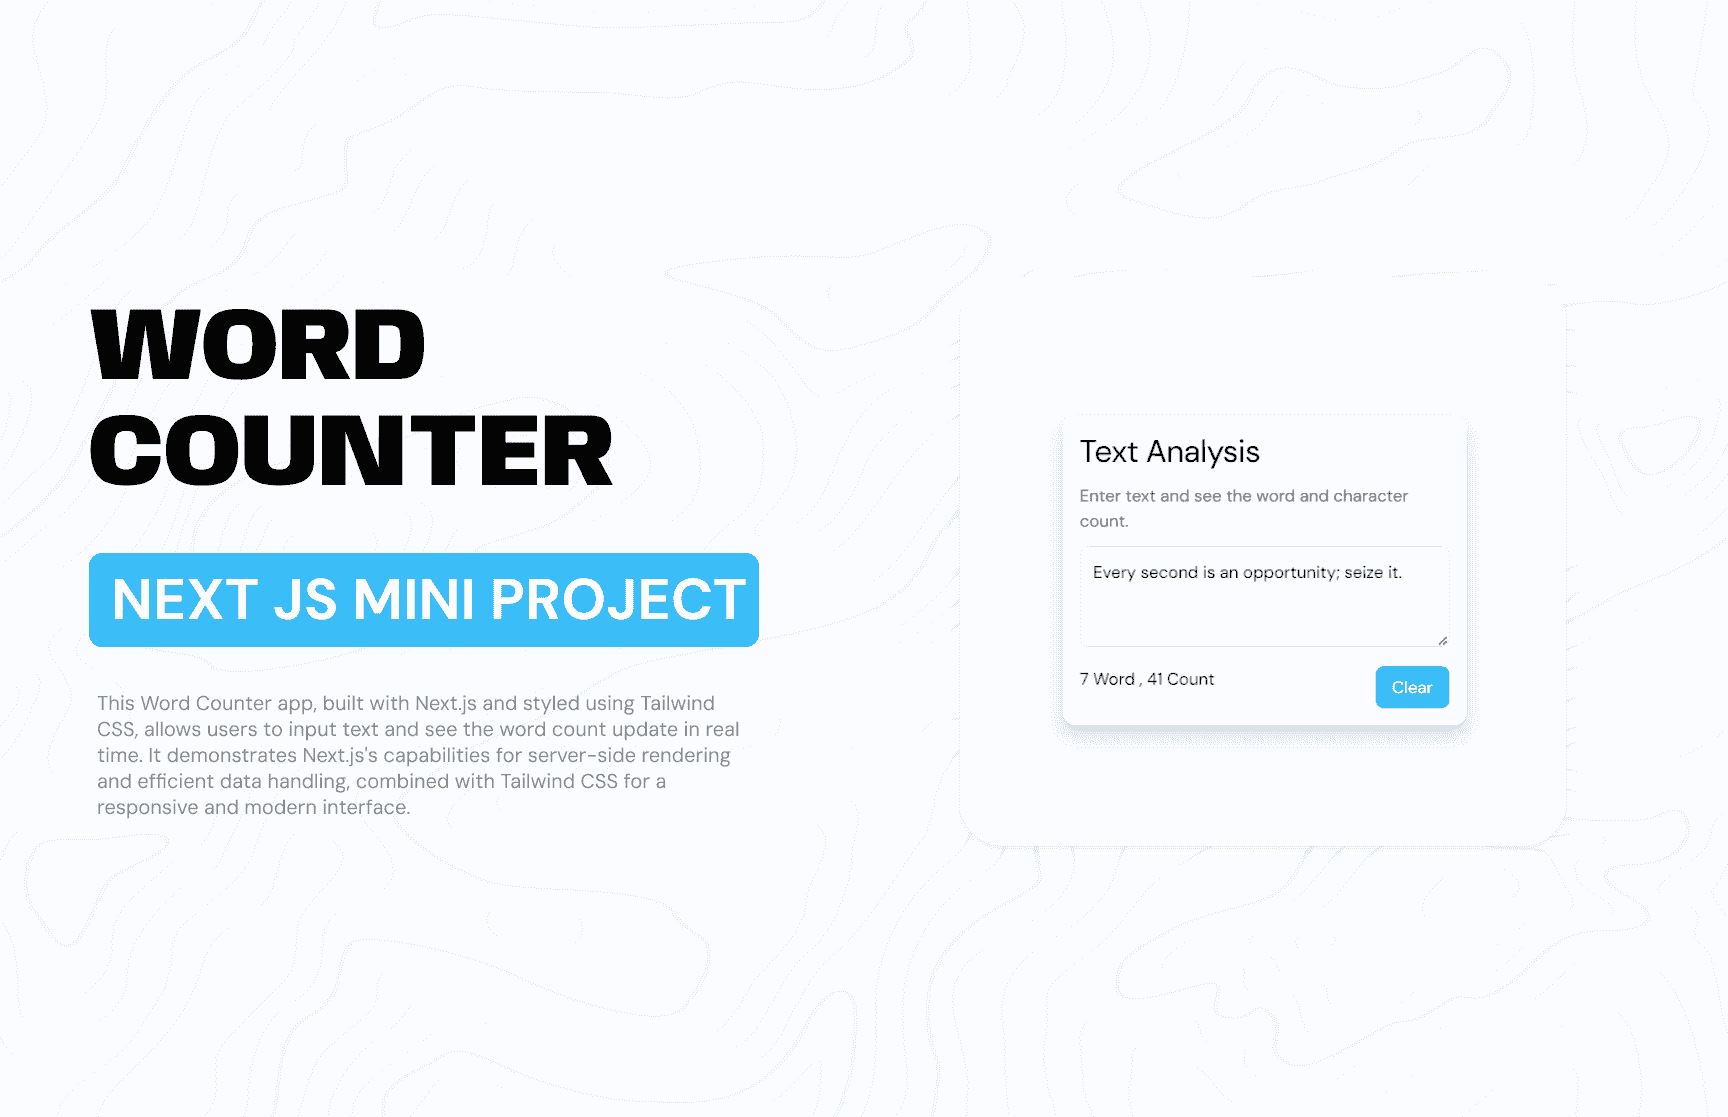 WORD
COUNTER
NEXT JS MINI PROJECT
This Word Counter app, built with Next.js and styled using Tailwind
CSS, allows users to input text and see the word count update in real
time. It demonstrates Next.js's capabilities for server-side rendering
and efficient data handling, combined with Tailwind CSS for a
responsive and modern interface.
Text Analysis
Enter text and see the word and character
count.
Every second is an opportunity; seize it.
7 Word , 41 Count
Clear